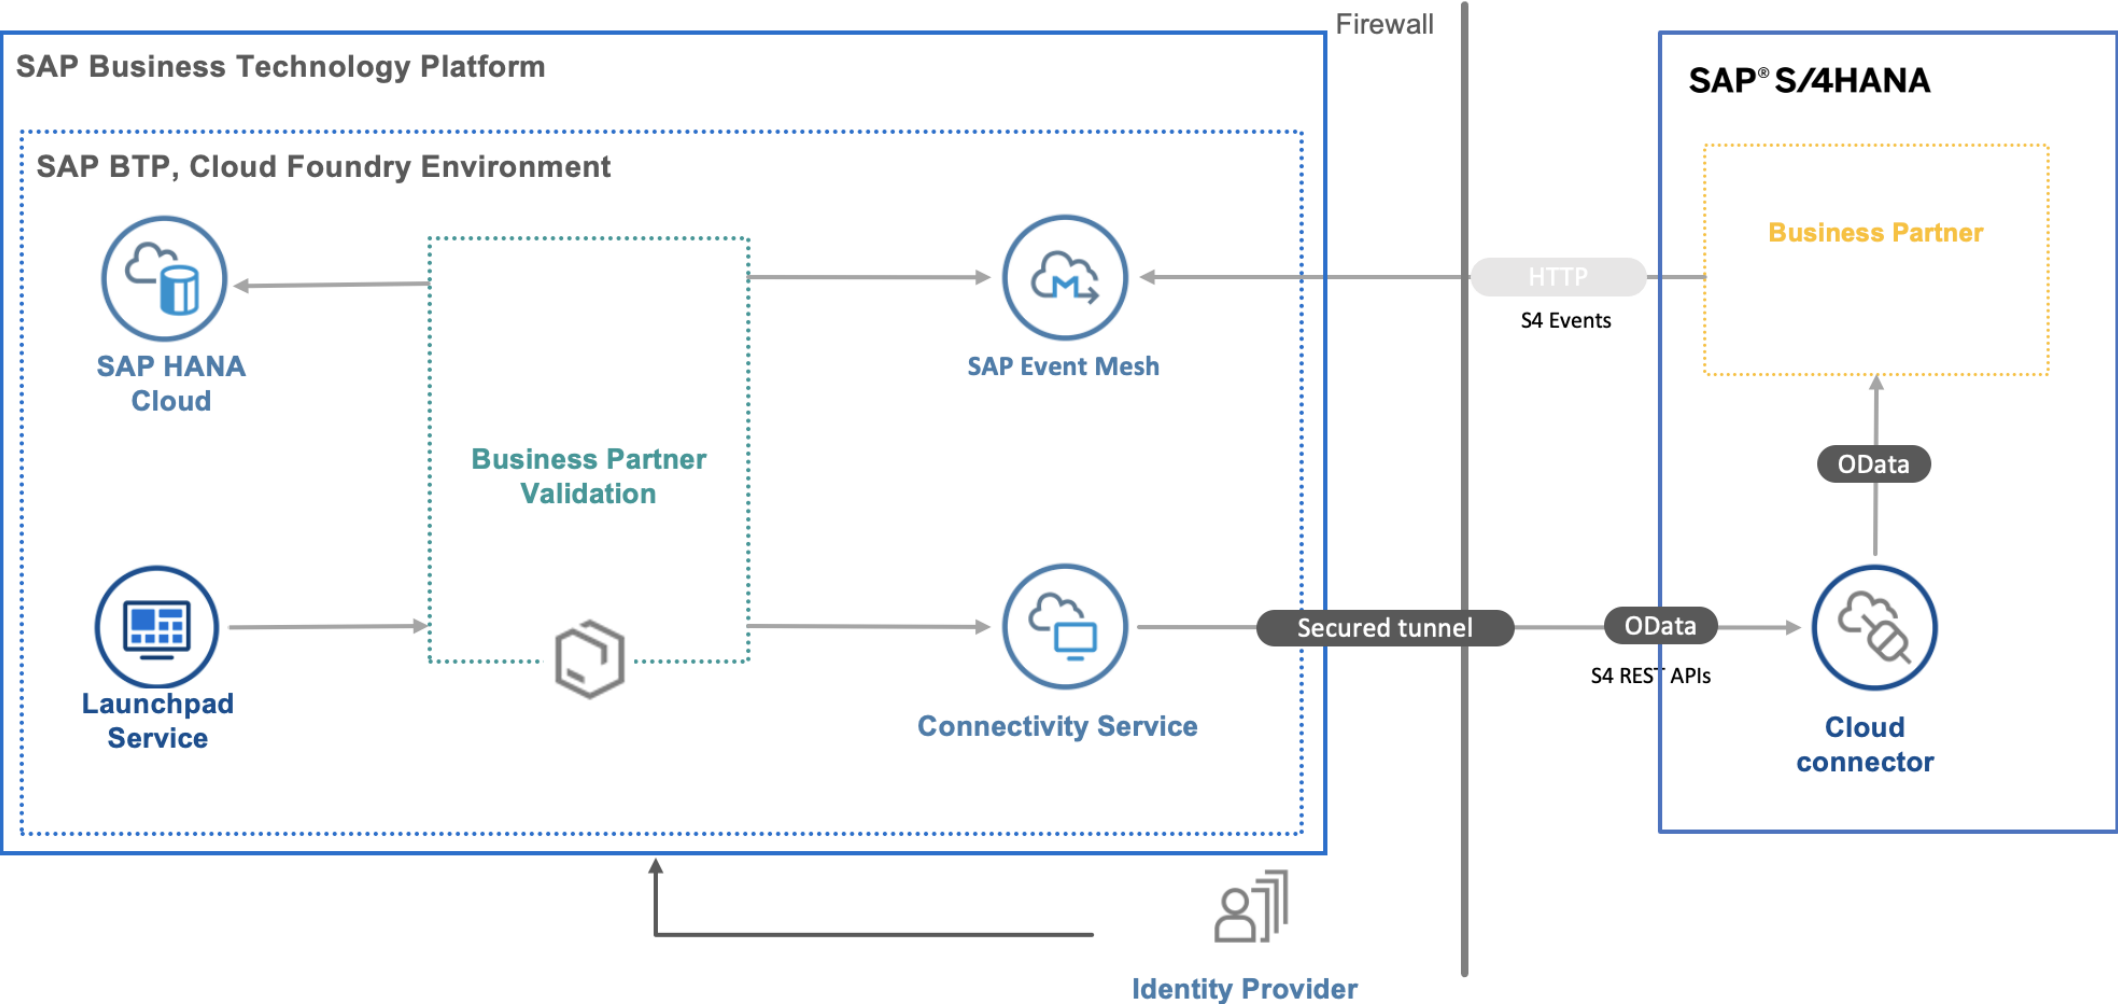 Firewall
SAP Business Technology Platform
SAP® S/4HANA
SAP BTP, Cloud Foundry Environment
Business Partner
HTTP
S4 Events
SAP HANA
Cloud
SAP Event Mesh
Business Partner
Validation
OData
Secured tunnel
OData
S4 REST APIs
Launchpad
Service
Connectivity Service
Cloud
connector
Identity Provider